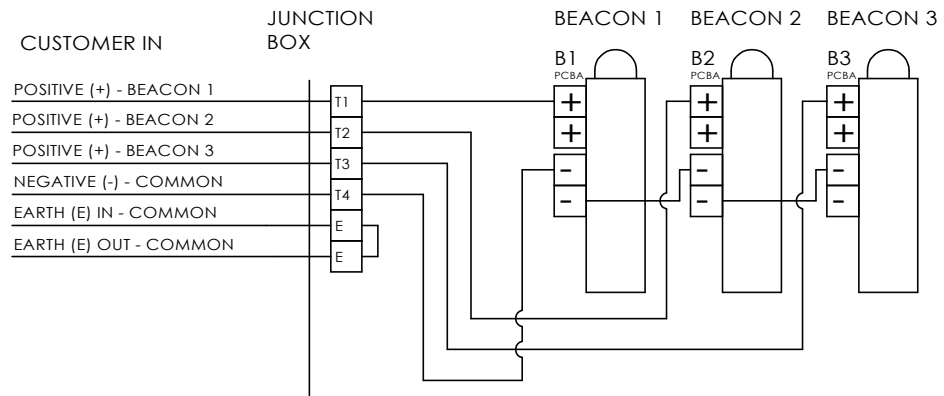 CUSTOMER IN
JUNCTION
BOX
BEACON 1
BEACON 2
BEACON 3
POSITIVE (+) - BEACON 1
POSITIVE (+) - BEACON 2
POSITIVE (+) - BEACON 3
NEGATIVE (-) - COMMON
EARTH (E) IN - COMMON
EARTH (E) OUT - COMMON
T1
T2
T3
T4
E
E
B1
PCBA
+
+
-
-
B2
PCBA
+
+
-
-
B3
PCBA
+
+
-
-